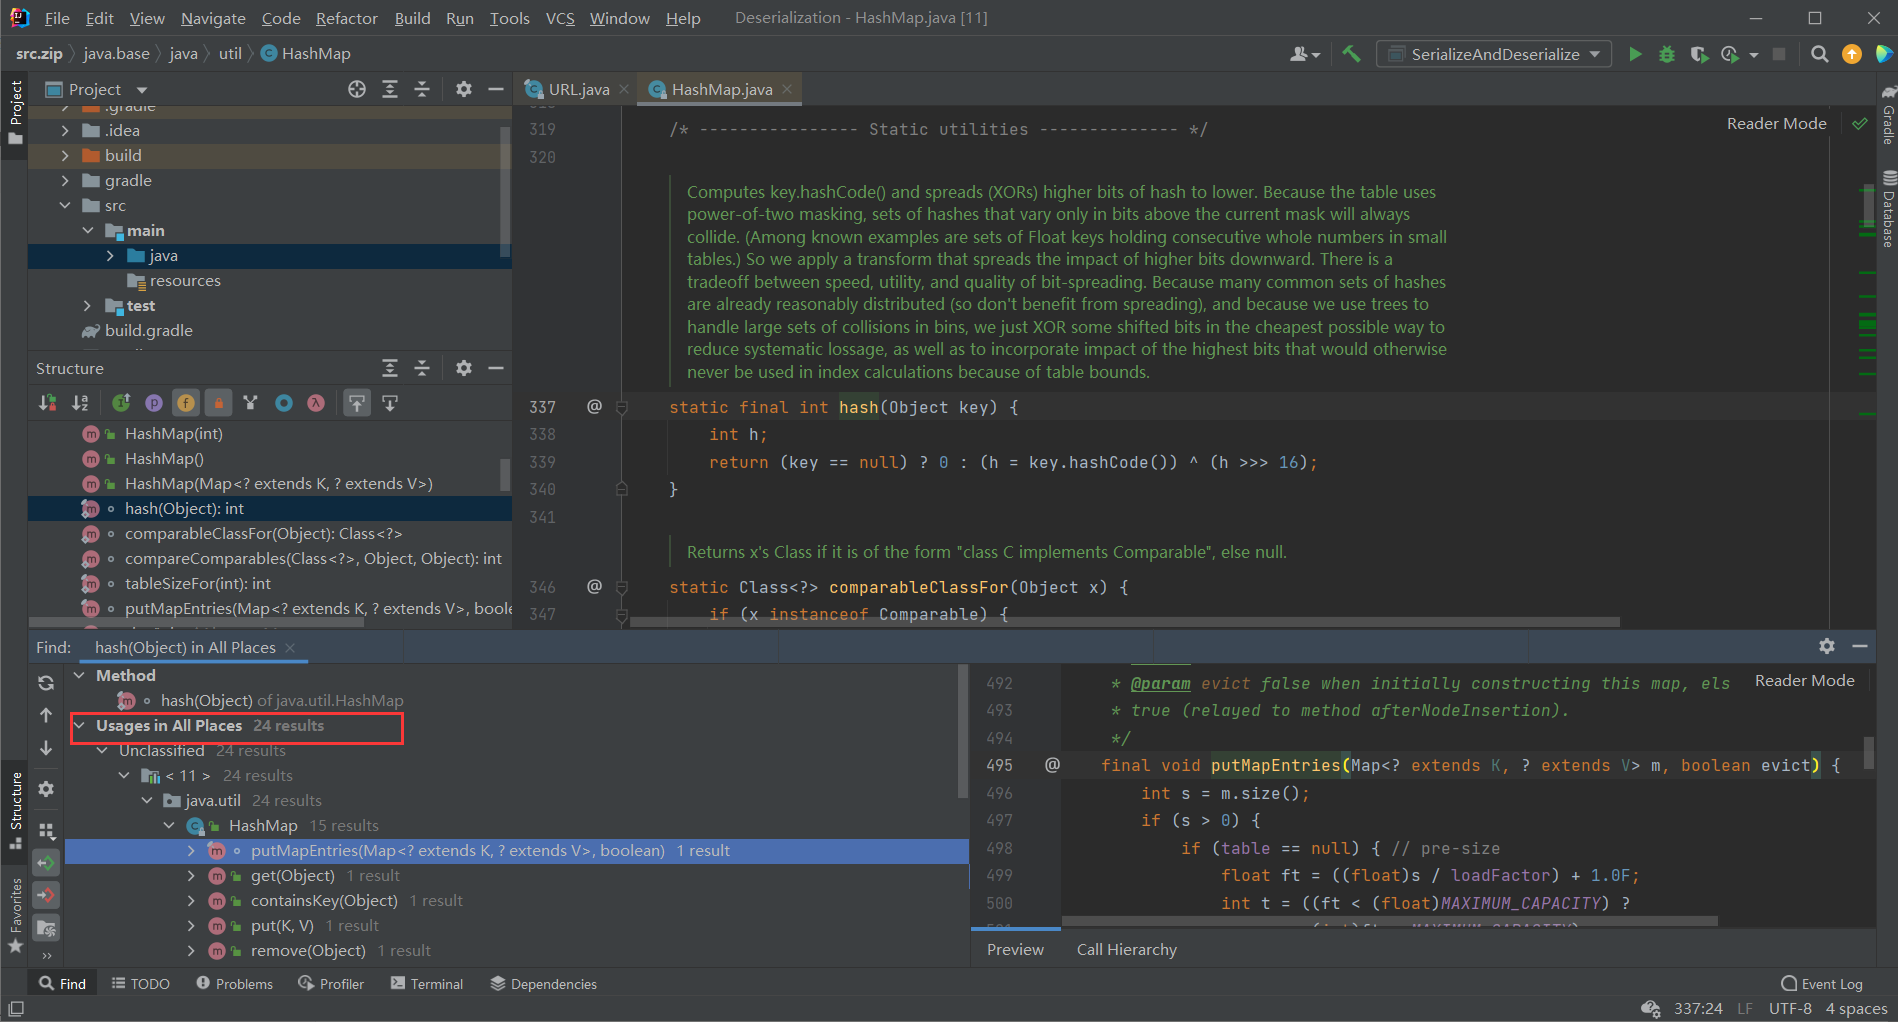 File Edit View Navigate Code Refactor Build Run Tools VCS Window Help Deserialization - HashMap.java [11]
src.zip java.base java util HashMap SerializeAndDeserialize
Project
Project
.gradle
.idea
build
gradle
src
main
java
resources
test
build.gradle
Structure
HashMap(int)
HashMap()
HashMap(Map<? extends K, ? extends V>)
hash(Object): int
comparableClassFor(Object): Class<?>
compareComparables(Class<?>, Object, Object): int
tableSizeFor(int): int
putMapEntries(Map<? extends K, ? extends V>, boole
URL.java HashMap.java
Reader Mode
319 /* ---------------- Static utilities -------------- */
320
Computes key.hashCode() and spreads (XORs) higher bits of hash to lower. Because the table uses
power-of-two masking, sets of hashes that vary only in bits above the current mask will always
collide. (Among known examples are sets of Float keys holding consecutive whole numbers in small
tables.) So we apply a transform that spreads the impact of higher bits downward. There is a
tradeoff between speed, utility, and quality of bit-spreading. Because many common sets of hashes
are already reasonably distributed (so don't benefit from spreading), and because we use trees to
handle large sets of collisions in bins, we just XOR some shifted bits in the cheapest possible way to
reduce systematic lossage, as well as to incorporate impact of the highest bits that would otherwise
never be used in index calculations because of table bounds.
337 @ static final int hash(Object key) {
338 int h;
339 return (key == null) ? 0 : (h = key.hashCode()) ^ (h >>> 16);
340 }
341
Returns x's Class if it is of the form "class C implements Comparable", else null.
346 @ static Class<?> comparableClassFor(Object x) {
347 if (x instanceof Comparable) {
Gradle
Database
Find: hash(Object) in All Places
Method
hash(Object) of java.util.HashMap
Usages in All Places 24 results
Unclassified 24 results
< 11 > 24 results
java.util 24 results
HashMap 15 results
putMapEntries(Map<? extends K, ? extends V>, boolean) 1 result
get(Object) 1 result
containsKey(Object) 1 result
put(K, V) 1 result
remove(Object) 1 result
Structure
Favorites
Reader Mode
492 * @param evict false when initially constructing this map, els
493 * true (relayed to method afterNodeInsertion).
494 */
495 @ final void putMapEntries(Map<? extends K, ? extends V> m, boolean evict) {
496 int s = m.size();
497 if (s > 0) {
498 if (table == null) { // pre-size
499 float ft = ((float)s / loadFactor) + 1.0F;
500 int t = ((ft < (float)MAXIMUM_CAPACITY) ?
Preview Call Hierarchy
Find TODO Problems Profiler Terminal Dependencies Event Log
337:24 LF UTF-8 4 spaces